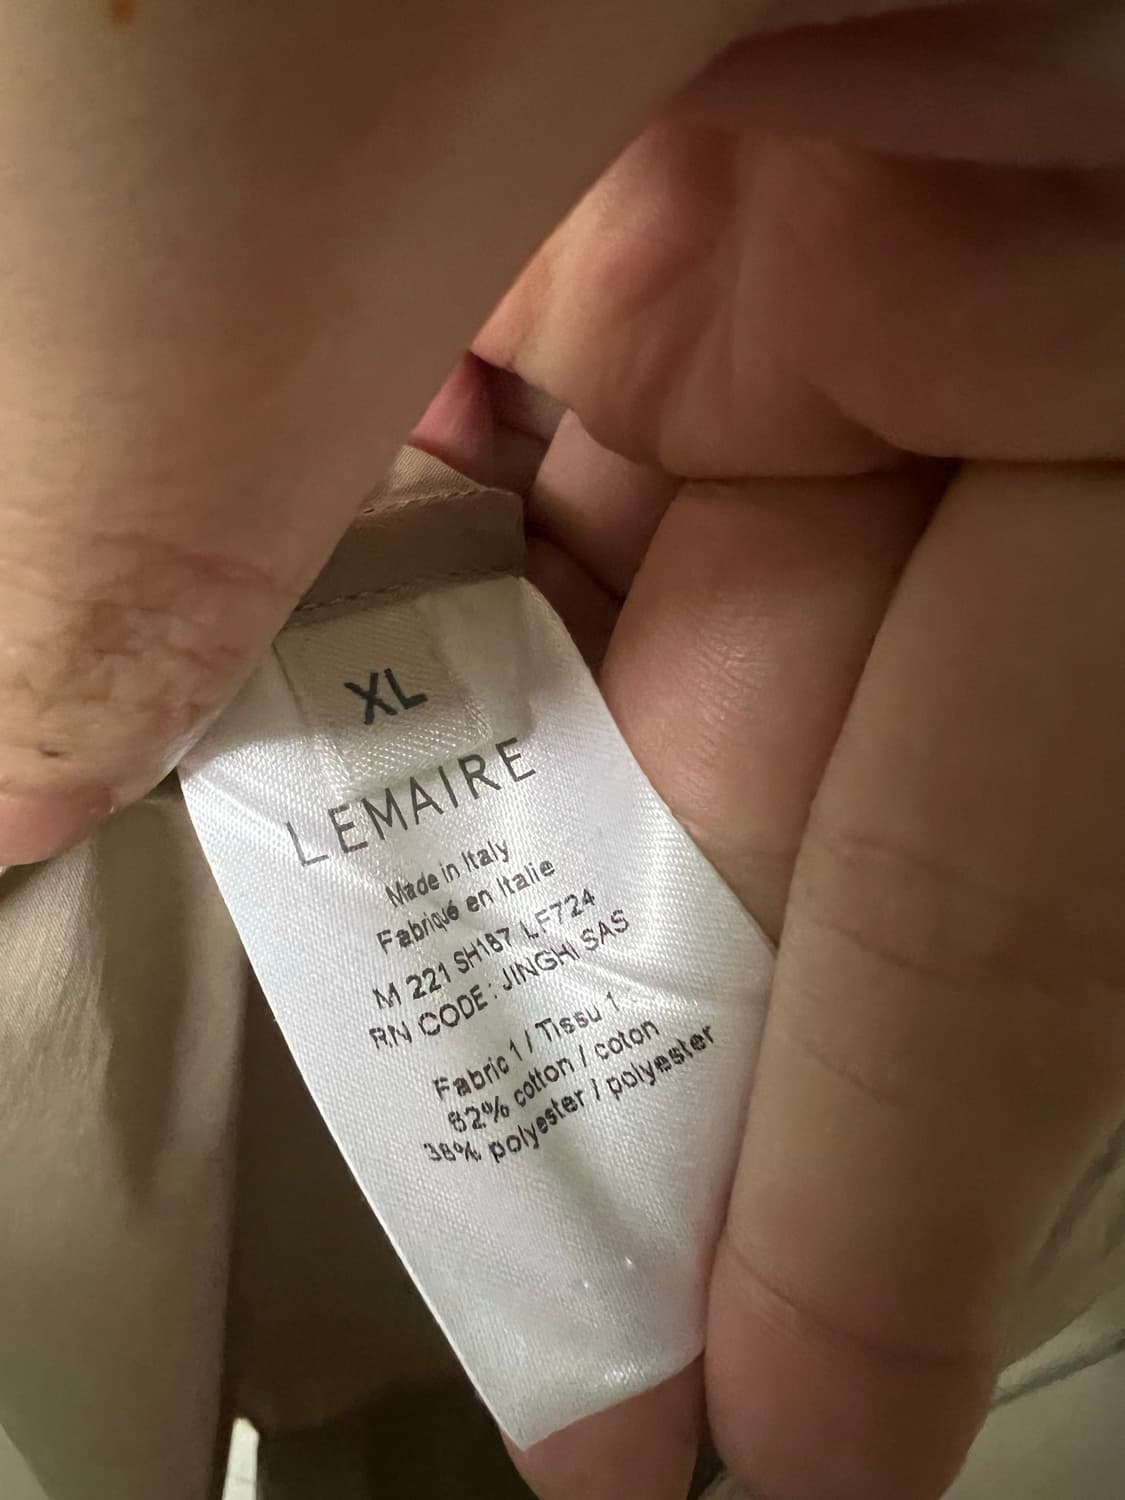 XL
LEMAIRE
Made in Italy
Fabriqué en Italie
M 221 SH187 LF724
RN CODE: JINGHI SAS
Fabric 1 / Tissu 1
62% cotton / coton
38% polyester / polyester